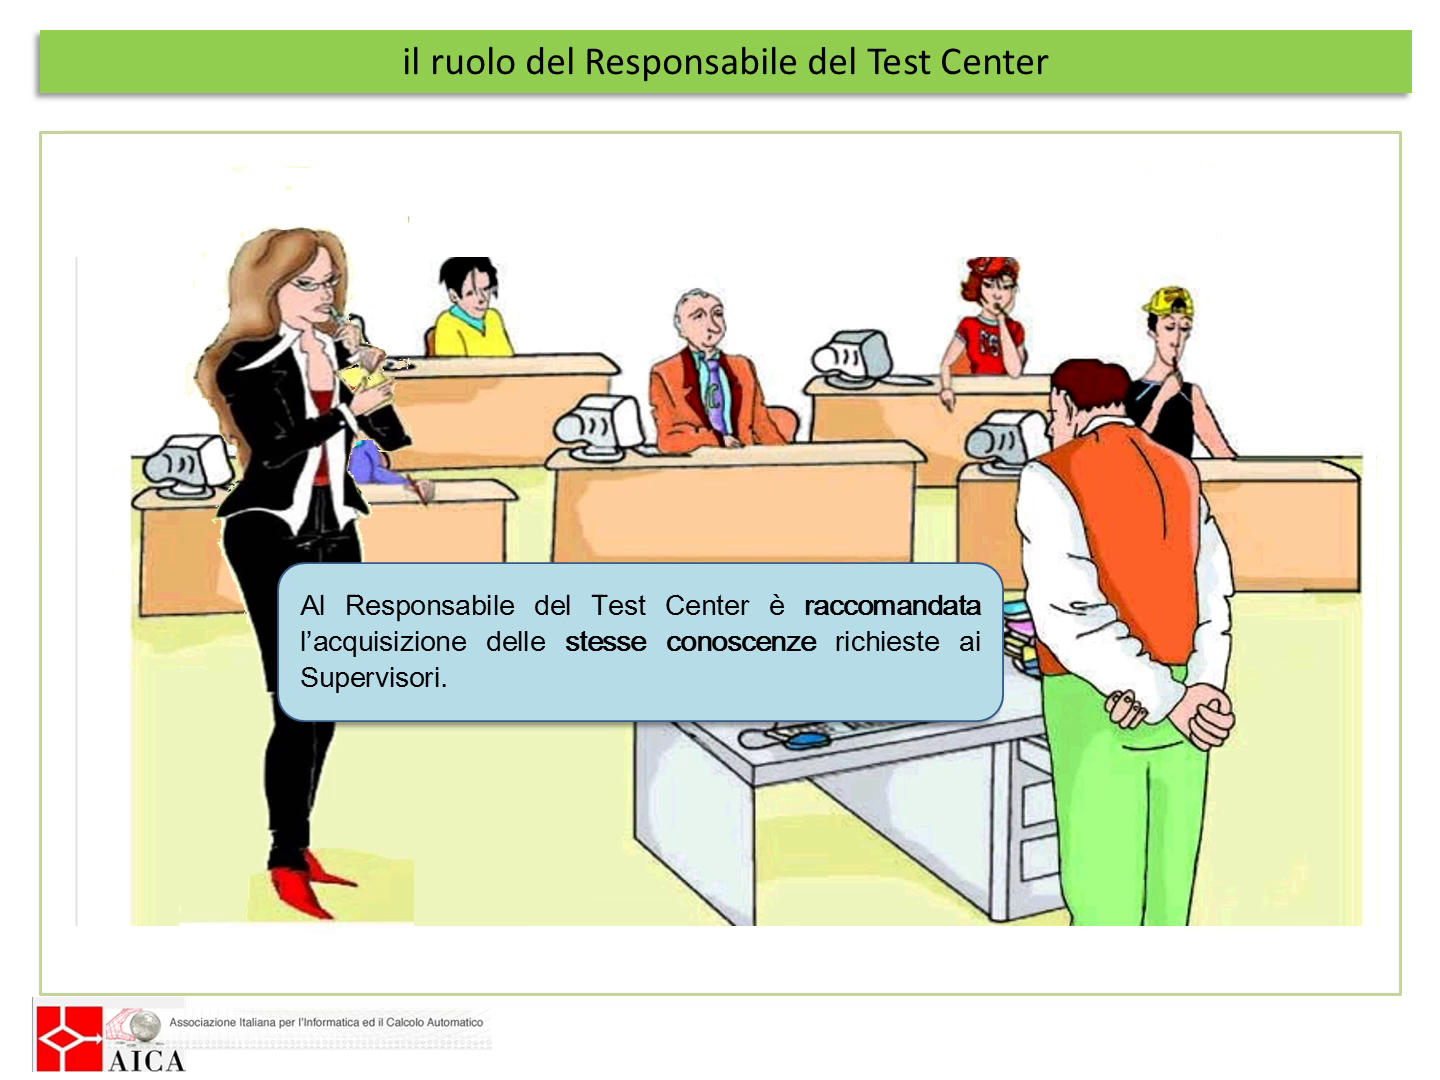 il ruolo del Responsabile del Test Center
Al Responsabile del Test Center è raccomandata
l’acquisizione delle stesse conoscenze richieste ai
Supervisori.
Associazione Italiana per l'Informatica ed il Calcolo Automatico
AICA